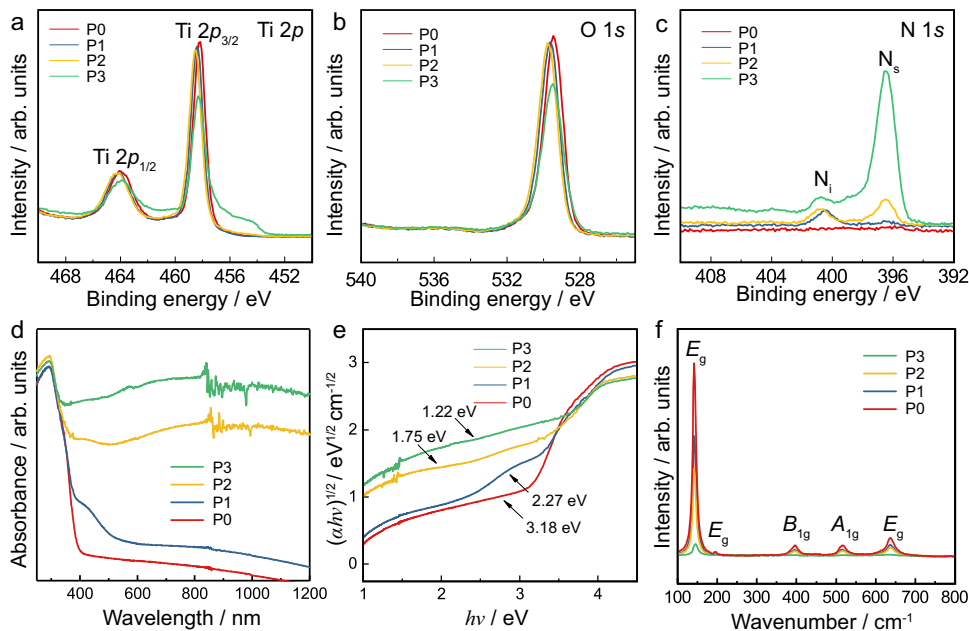 a
P0
P1
P2
P3
Ti 2p3/2
Ti 2p
Ti 2p1/2
Intensity / arb. units
468 464 460 456 452
Binding energy / eV
b
P0
P1
P2
P3
O 1s
Intensity / arb. units
540 536 532 528
Binding energy / eV
c
P0
P1
P2
P3
N 1s
Ns
Ni
Intensity / arb. units
408 404 400 396 392
Binding energy / eV
d
P3
P2
P1
P0
Absorbance / arb. units
400 600 800 1000 1200
Wavelength / nm
e
P3
P2
P1
P0
1.22 eV
1.75 eV
2.27 eV
3.18 eV
(αhν)1/2 / eV1/2 cm-1/2
3
2
1
0
1 2 3 4
hν / eV
f
Eg
P3
P2
P1
P0
Eg
B1g
A1g
Eg
Intensity / arb. units
100 200 300 400 500 600 700 800
Wavenumber / cm-1